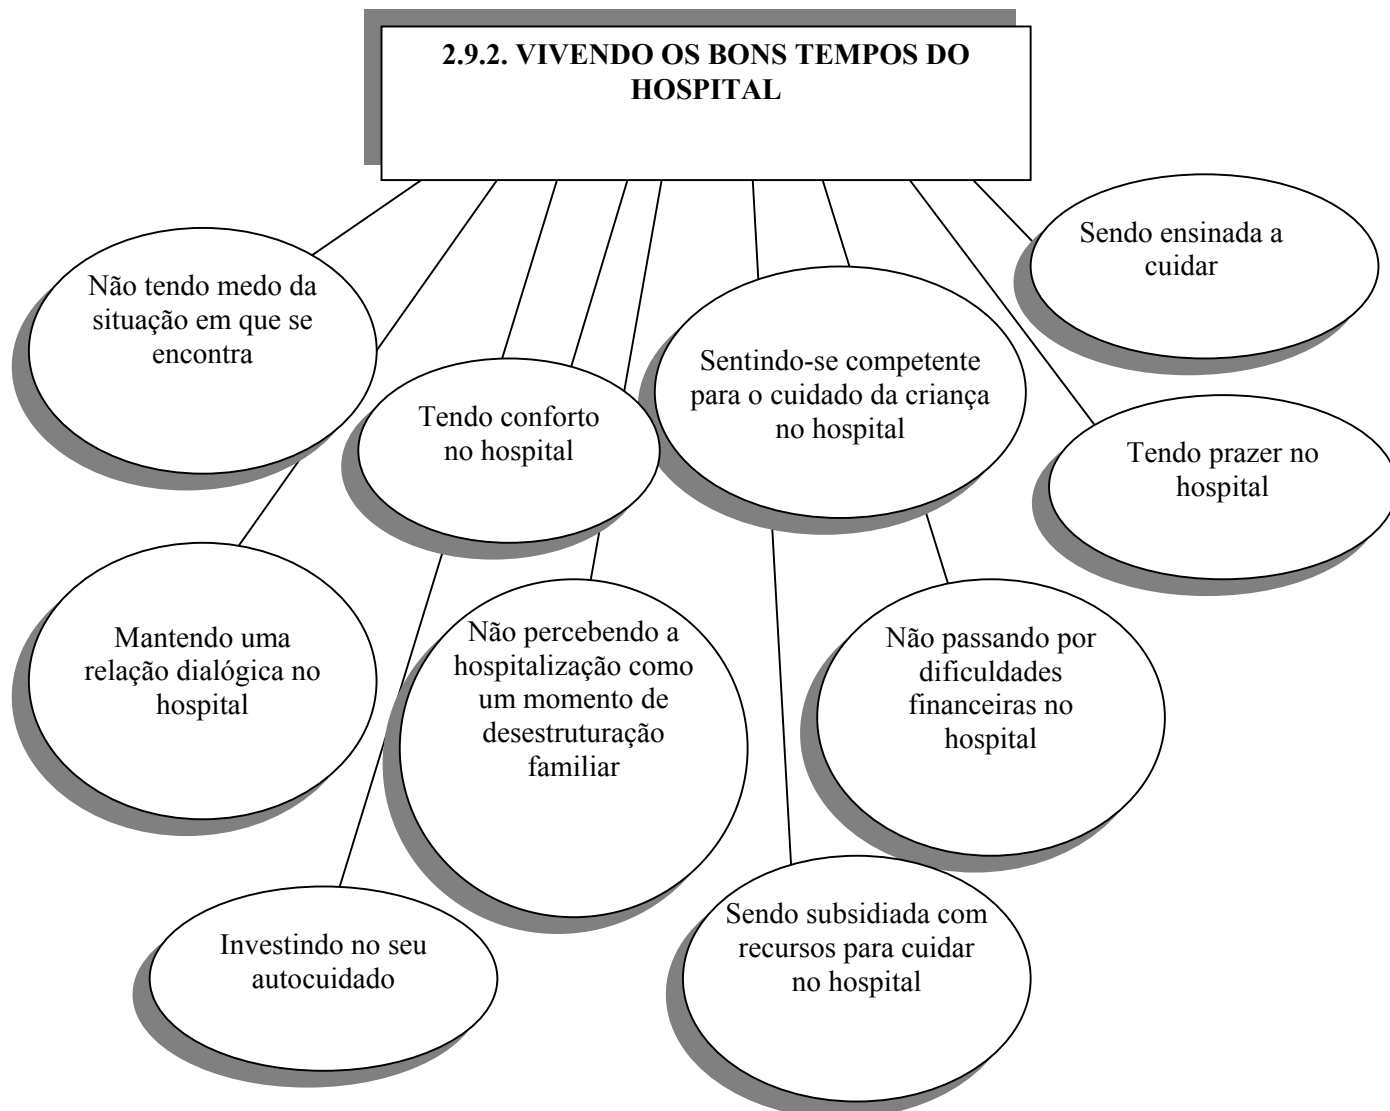 2.9.2. VIVENDO OS BONS TEMPOS DO
HOSPITAL
Sendo ensinada a
cuidar
Não tendo medo da
situação em que se
encontra
Sentindo-se competente
para o cuidado da criança
no hospital
Tendo conforto
no hospital
Tendo prazer no
hospital
Mantendo uma
relação dialógica no
hospital
Não percebendo a
hospitalização como
um momento de
desestruturação
familiar
Não passando por
dificuldades
financeiras no
hospital
Investindo no seu
autocuidado
Sendo subsidiada com
recursos para cuidar
no hospital